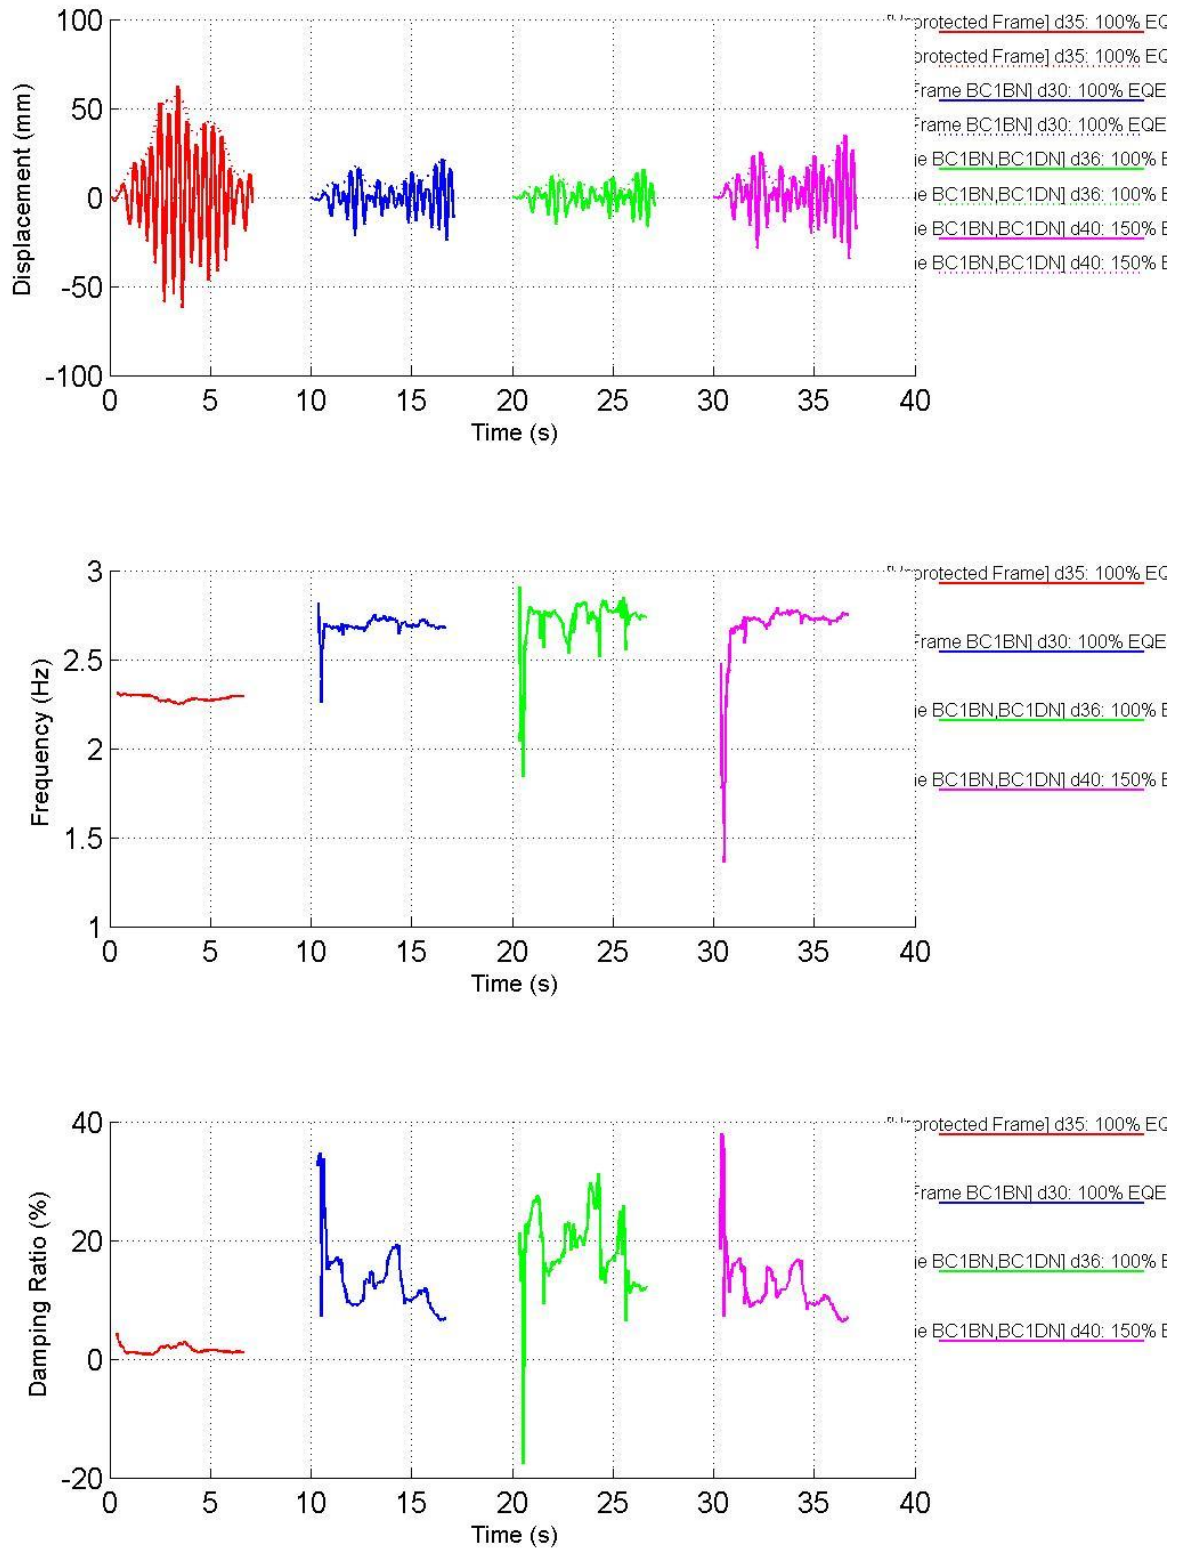 100
50
0
-50
-100
0 5 10 15 20 25 30 35 40
Displacement (mm)
Time (s)
protected Frame] d35: 100% EQ
protected Frame] d35: 100% EQ
Frame BC1BN] d30: 100% EQE
Frame BC1BN] d30: 100% EQE
BC1BN,BC1DN] d36: 100% E
BC1BN,BC1DN] d36: 100% E
BC1BN,BC1DN] d40: 150% E
BC1BN,BC1DN] d40: 150% E
3
2.5
2
1.5
1
0 5 10 15 20 25 30 35 40
Frequency (Hz)
Time (s)
protected Frame] d35: 100% EQ
Frame BC1BN] d30: 100% EQE
BC1BN,BC1DN] d36: 100% E
BC1BN,BC1DN] d40: 150% E
40
20
0
-20
0 5 10 15 20 25 30 35 40
Damping Ratio (%)
Time (s)
protected Frame] d35: 100% EQ
Frame BC1BN] d30: 100% EQE
BC1BN,BC1DN] d36: 100% E
BC1BN,BC1DN] d40: 150% E